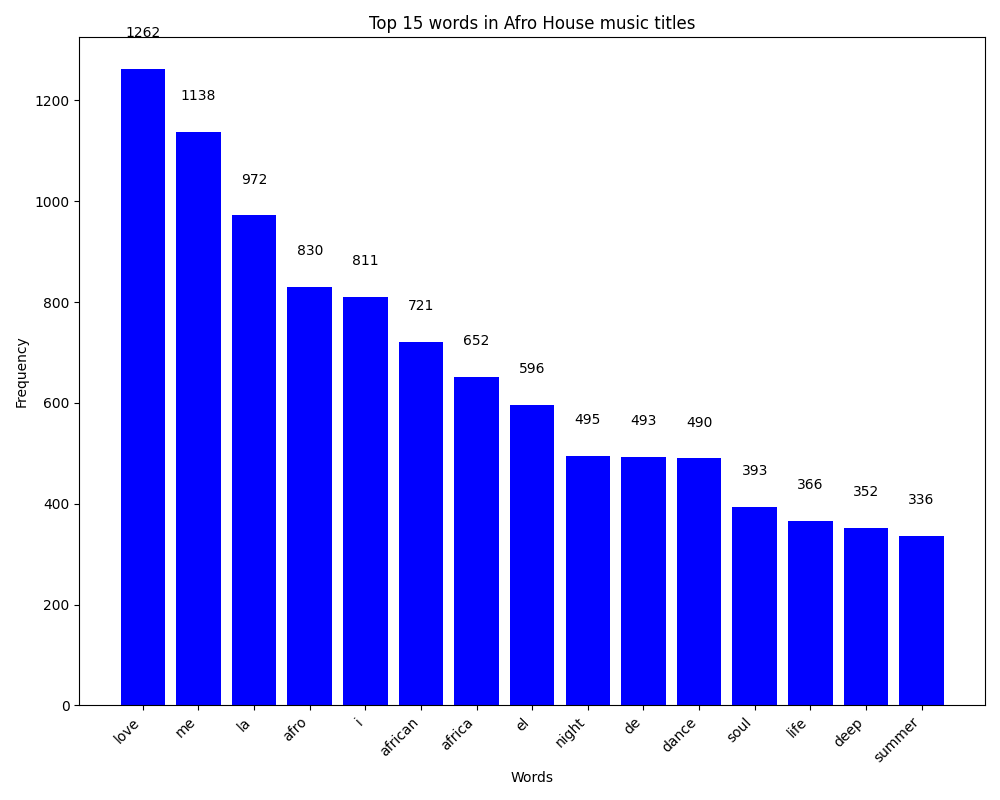 Top 15 words in Afro House music titles
1262
1138
972
830
811
721
652
596
495
493
490
393
366
352
336
Frequency
1200
1000
800
600
400
200
0
love
me
la
afro
i
african
africa
el
night
de
dance
soul
life
deep
summer
Words